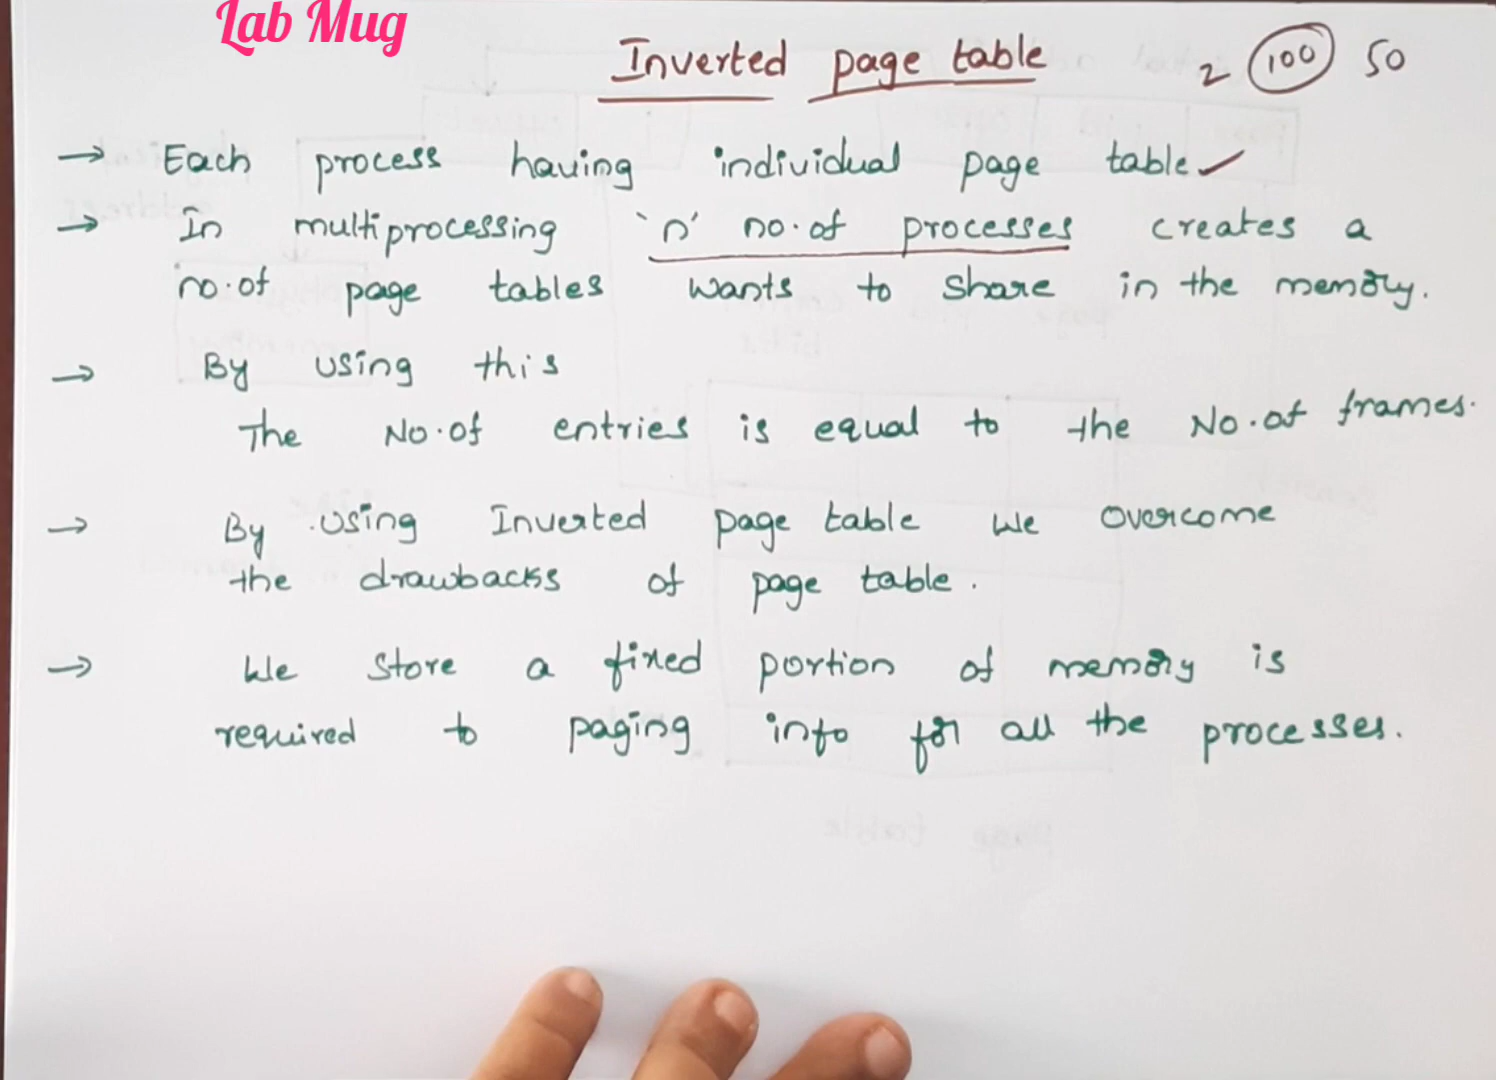 Lab Mug
Inverted page table 2 100 50
→ Each process having individual page table ✓
→ In multiprocessing 'n' no.of processes creates a
no.of page tables wants to share in the memory.
→ By using this
The No.of entries is equal to the No.of frames.
→ By using Inverted page table we overcome
the drawbacks of page table.
→ We store a fixed portion of memory is
required to paging info for all the processes.